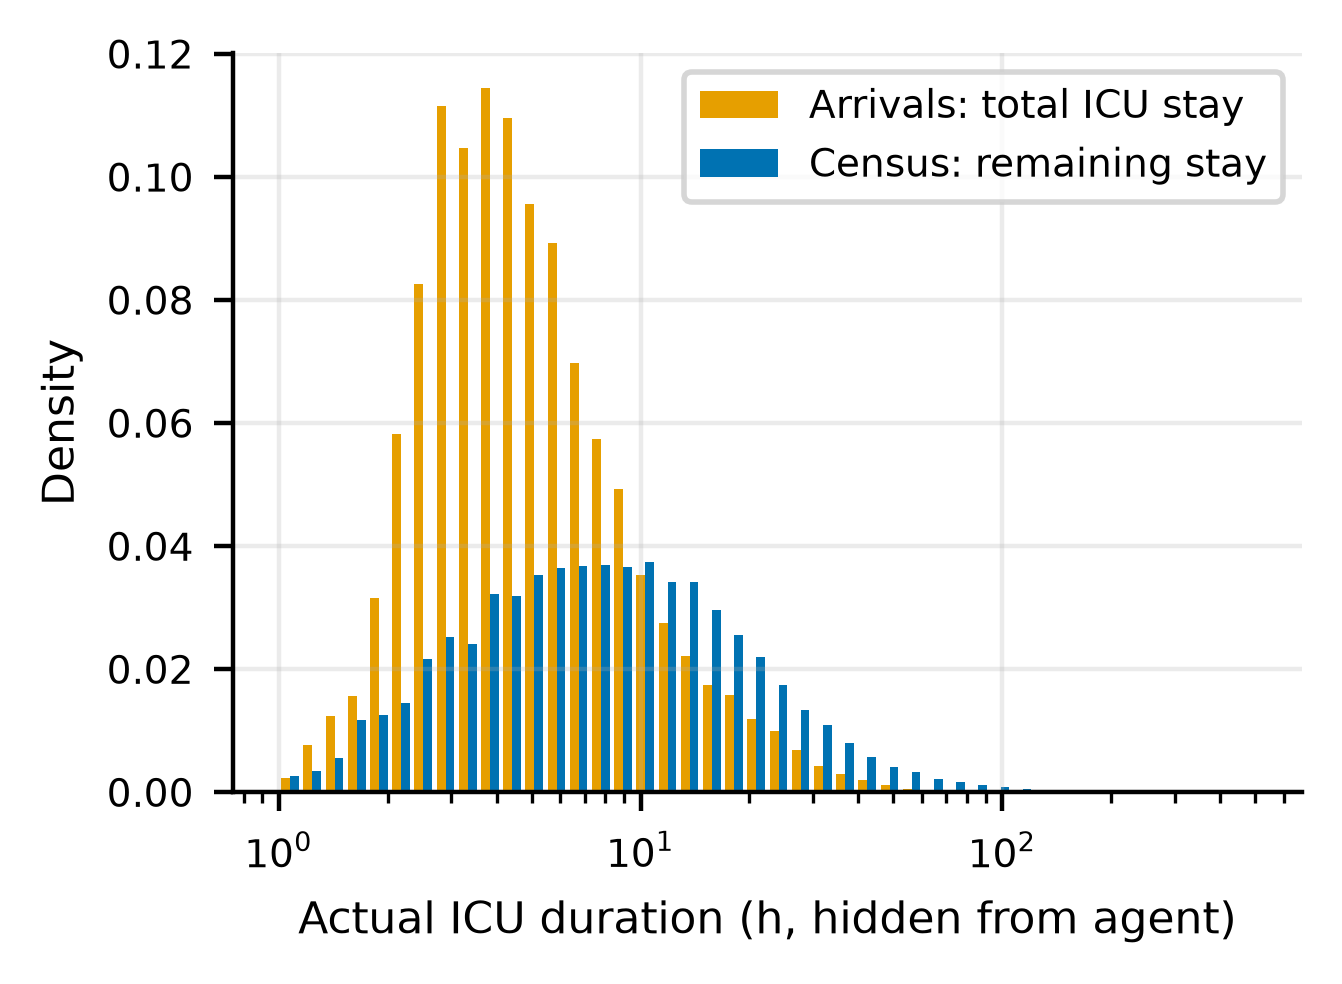 0.12
0.10
0.08
0.06
0.04
0.02
0.00
Density
Arrivals: total ICU stay
Census: remaining stay
10⁰
10¹
10²
Actual ICU duration (h, hidden from agent)